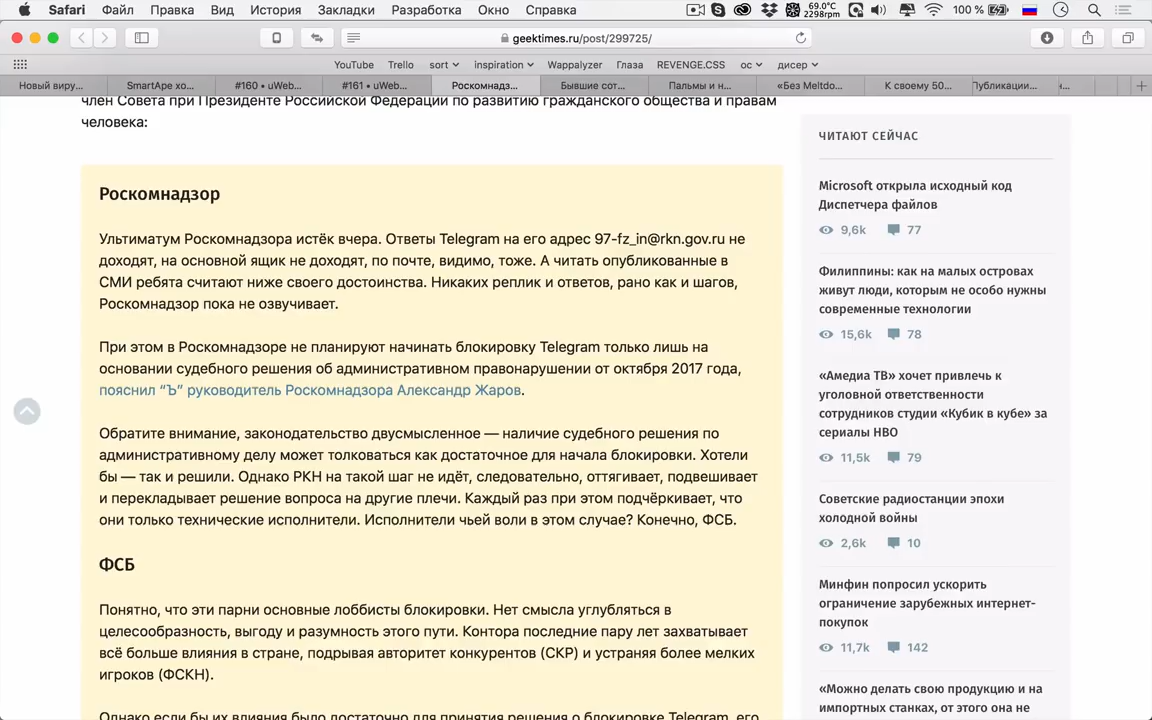 Safari Файл Правка Вид История Закладки Разработка Окно Справка 69.0°C 2298rpm 100 %
geektimes.ru/post/299725/
YouTube Trello sort inspiration Wappalyzer Глаза REVENGE.CSS ос дисер
Новый виру... SmartApe хо... #160 • uWeb... #161 • uWeb... Роскомнадз... Бывшие сот... Пальмы и н... «Без Meltdo... К своему 50... Публикации...
член Совета при Президенте Российской Федерации по развитию гражданского общества и правам
человека:
Роскомнадзор
Ультиматум Роскомнадзора истёк вчера. Ответы Telegram на его адрес 97-fz_in@rkn.gov.ru не
доходят, на основной ящик не доходят, по почте, видимо, тоже. А читать опубликованные в
СМИ ребята считают ниже своего достоинства. Никаких реплик и ответов, рано как и шагов,
Роскомнадзор пока не озвучивает.
При этом в Роскомнадзоре не планируют начинать блокировку Telegram только лишь на
основании судебного решения об административном правонарушении от октября 2017 года,
пояснил “Ъ” руководитель Роскомнадзора Александр Жаров.
Обратите внимание, законодательство двусмысленное — наличие судебного решения по
административному делу может толковаться как достаточное для начала блокировки. Хотели
бы — так и решили. Однако РКН на такой шаг не идёт, следовательно, оттягивает, подвешивает
и перекладывает решение вопроса на другие плечи. Каждый раз при этом подчёркивает, что
они только технические исполнители. Исполнители чьей воли в этом случае? Конечно, ФСБ.
ФСБ
Понятно, что эти парни основные лоббисты блокировки. Нет смысла углубляться в
целесообразность, выгоду и разумность этого пути. Контора последние пару лет захватывает
всё больше влияния в стране, подрывая авторитет конкурентов (СКР) и устраняя более мелких
игроков (ФСКН).
Однако если бы их влияния было достаточно для принятия решения о блокировке Telegram, его
ЧИТАЮТ СЕЙЧАС
Microsoft открыла исходный код
Диспетчера файлов
9,6k 77
Филиппины: как на малых островах
живут люди, которым не особо нужны
современные технологии
15,6k 78
«Амедиа ТВ» хочет привлечь к
уголовной ответственности
сотрудников студии «Кубик в кубе» за
сериалы HBO
11,5k 79
Советские радиостанции эпохи
холодной войны
2,6k 10
Минфин попросил ускорить
ограничение зарубежных интернет-
покупок
11,7k 142
«Можно делать свою продукцию и на
импортных станках, от этого она не